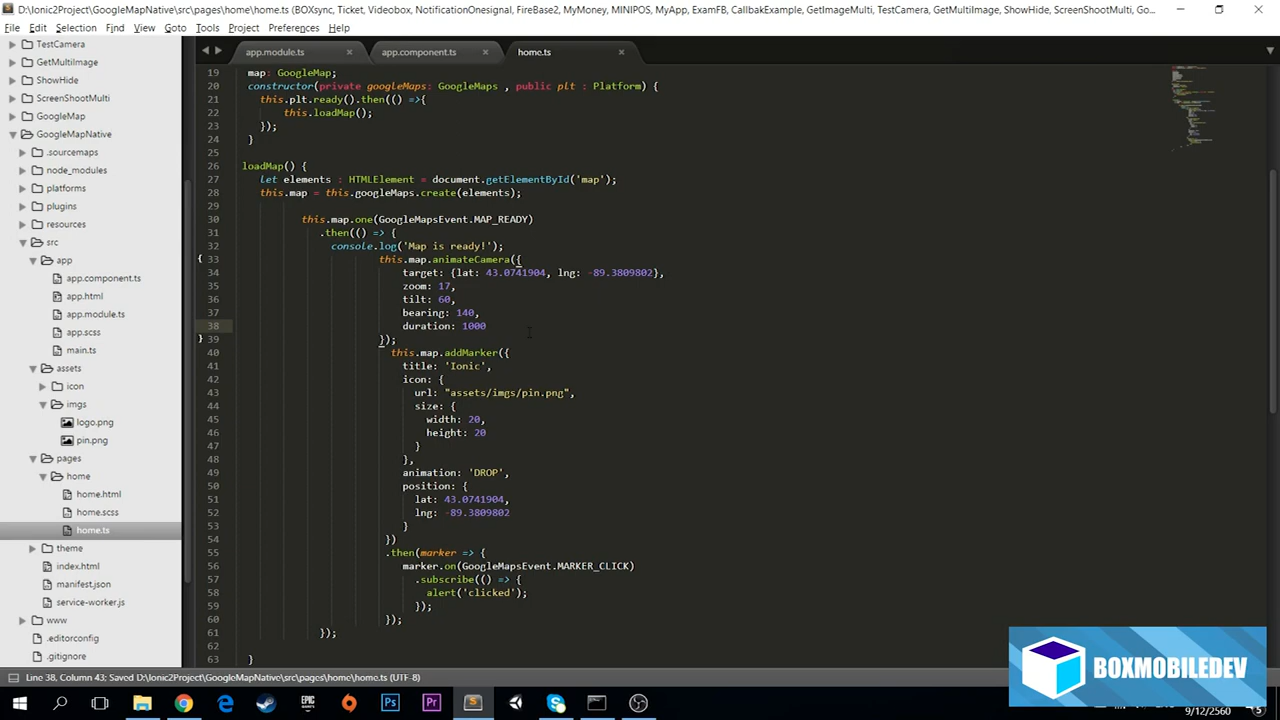 D:\Ionic2Project\GoogleMapNative\src\pages\home\home.ts (BOXsync, Ticket, Videobox, NotificationOnesignal, FireBase2, MyMoney, MINIPOS, MyApp, ExamFB, CallbakExample, GetImageMulti, TestCamera, GetMultiImage, ShowHide, ScreenShootMulti, Go...
File Edit Selection Find View Goto Tools Project Preferences Help
app.module.ts app.component.ts home.ts
TestCamera
GetMultiImage
ShowHide
ScreenShootMulti
GoogleMap
GoogleMapNative
.sourcemaps
node_modules
platforms
plugins
resources
src
app
app.component.ts
app.html
app.module.ts
app.scss
main.ts
assets
icon
imgs
logo.png
pin.png
pages
home
home.html
home.scss
home.ts
theme
index.html
manifest.json
service-worker.js
www
.editorconfig
.gitignore
19 map: GoogleMap;
20 constructor(private googleMaps: GoogleMaps , public plt : Platform) {
21 this.plt.ready().then(() =>{
22 this.loadMap();
23 });
24 }
25
26 loadMap() {
27 let elements : HTMLElement = document.getElementById('map');
28 this.map = this.googleMaps.create(elements);
29
30 this.map.one(GoogleMapsEvent.MAP_READY)
31 .then(() => {
32 console.log('Map is ready!');
33 this.map.animateCamera({
34 target: {lat: 43.0741904, lng: -89.3809802},
35 zoom: 17,
36 tilt: 60,
37 bearing: 140,
38 duration: 1000
39 });
40 this.map.addMarker({
41 title: 'Ionic',
42 icon: {
43 url: "assets/imgs/pin.png",
44 size: {
45 width: 20,
46 height: 20
47 }
48 },
49 animation: 'DROP',
50 position: {
51 lat: 43.0741904,
52 lng: -89.3809802
53 }
54 })
55 .then(marker => {
56 marker.on(GoogleMapsEvent.MARKER_CLICK)
57 .subscribe(() => {
58 alert('clicked');
59 });
60 });
61 });
62
63 }
BOXMOBILEDEV
Line 38, Column 43; Saved D:\Ionic2Project\GoogleMapNative\src\pages\home\home.ts (UTF-8)
EPIC GAMES
Ps
Pr
9/12/2560
5